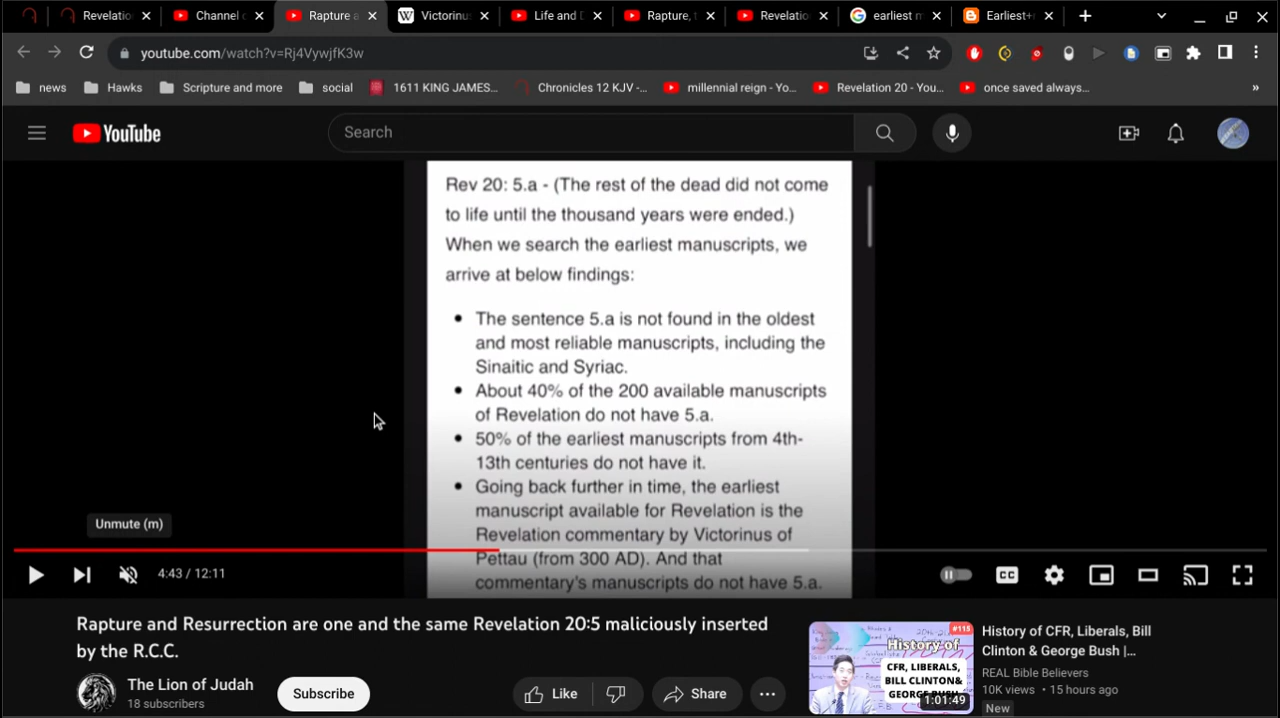 Revelatio
Channel
Rapture a
Victorinus
Life and D
Rapture, t
Revelatio
earliest m
Earliest+
youtube.com/watch?v=Rj4VywjfK3w
news
Hawks
Scripture and more
social
1611 KING JAMES...
Chronicles 12 KJV -...
millennial reign - Yo...
Revelation 20 - You...
once saved always...
»
YouTube
Search
Rev 20: 5.a - (The rest of the dead did not come
to life until the thousand years were ended.)
When we search the earliest manuscripts, we
arrive at below findings:
• The sentence 5.a is not found in the oldest
and most reliable manuscripts, including the
Sinaitic and Syriac.
• About 40% of the 200 available manuscripts
of Revelation do not have 5.a.
• 50% of the earliest manuscripts from 4th-
13th centuries do not have it.
• Going back further in time, the earliest
manuscript available for Revelation is the
Revelation commentary by Victorinus of
Pettau (from 300 AD). And that
commentary's manuscripts do not have 5.a.
Unmute (m)
4:43 / 12:11
CC
Rapture and Resurrection are one and the same Revelation 20:5 maliciously inserted
by the R.C.C.
The Lion of Judah
18 subscribers
Subscribe
Like
Share
#115
History of
CFR, LIBERALS,
BILL CLINTON&
GEORGE BUSH
1:01:49
History of CFR, Liberals, Bill
Clinton & George Bush |...
REAL Bible Believers
10K views • 15 hours ago
New